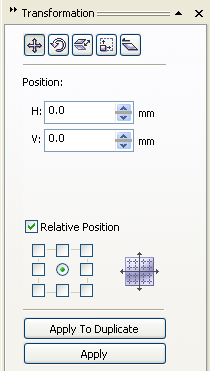 Transformation
Position:
H: 0.0 mm
V: 0.0 mm
Relative Position
Apply To Duplicate
Apply